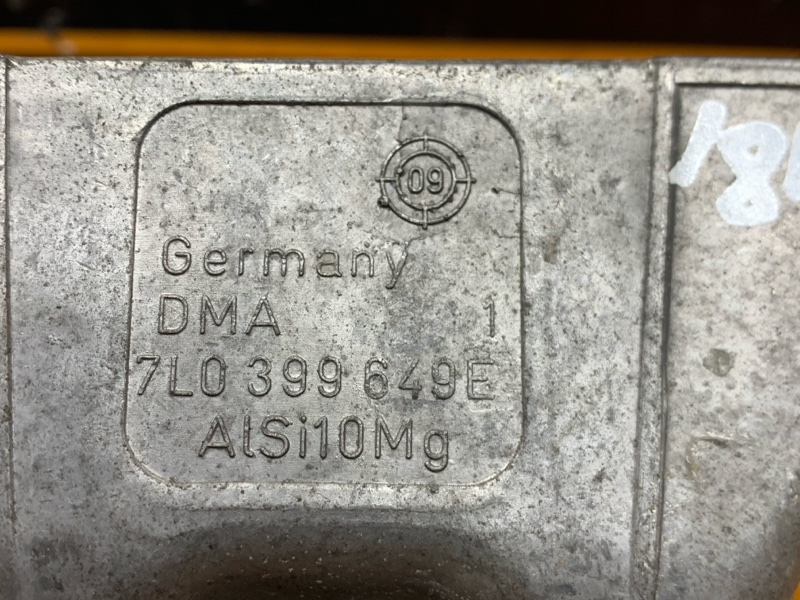 09
Germany
DMA 1
7L0 399 649E
AlSi10Mg